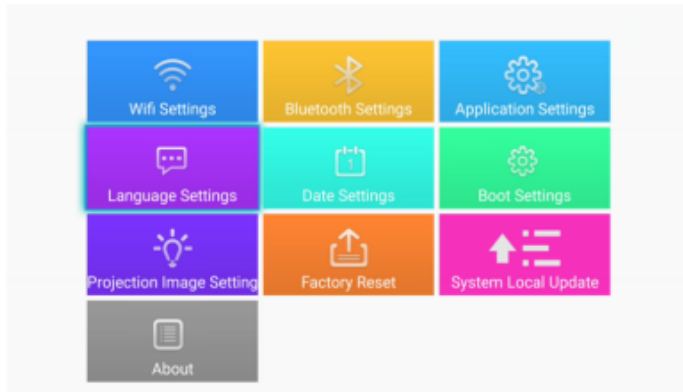 Wifi Settings
Bluetooth Settings
Application Settings
Language Settings
1
Date Settings
Boot Settings
Projection Image Setting
Factory Reset
System Local Update
About